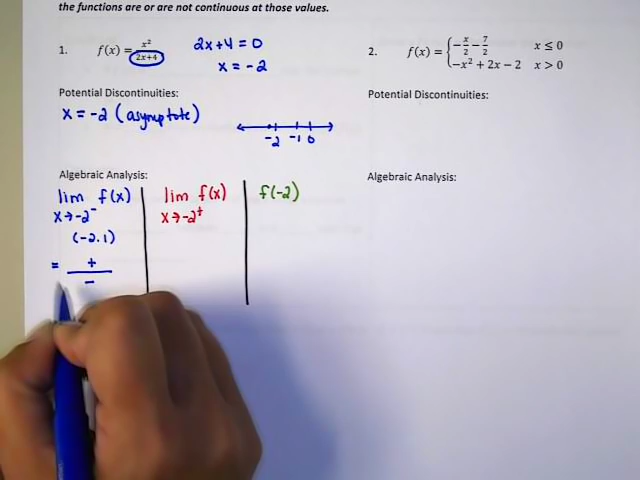 the functions are or are not continuous at those values.
1. f(x) = x²/2x+4 2x+4 = 0
x = -2
Potential Discontinuities:
x = -2 (asymptote)
-2 -1 0
Algebraic Analysis:
lim f(x) lim f(x) f(-2)
x→-2⁻ x→-2⁺
(-2.1)
= +/-
2. f(x) = { -x/2 - 7/2 x ≤ 0
-x² + 2x - 2 x > 0
Potential Discontinuities:
Algebraic Analysis: